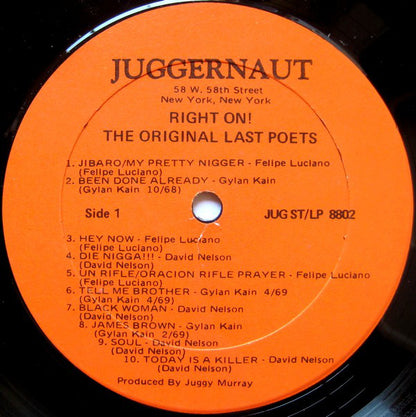 JUGGERNAUT
58 W. 58th Street
New York, New York
RIGHT ON!
THE ORIGINAL LAST POETS
1. JIBARO/MY PRETTY NIGGER - Felipe Luciano
(Felipe Luciano)
2. BEEN DONE ALREADY - Gylan Kain
(Gylan Kain 10/68)
Side 1
JUG ST/LP 8802
3. HEY NOW - Felipe Luciano
(Felipe Luciano)
4. DIE NIGGA!!! - David Nelson
(David Nelson)
5. UN RIFLE/ORACION RIFLE PRAYER - Felipe Luciano
(Felipe Luciano)
6. TELL ME BROTHER - Gylan Kain 4/69
(Gylan Kain 4/69)
7. BLACK WOMAN - David Nelson
(David Nelson)
8. JAMES BROWN - Gylan Kain
(Gylan Kain 2/69)
9. SOUL - David Nelson
(David Nelson)
10. TODAY IS A KILLER - David Nelson
(David Nelson)
Produced By Juggy Murray